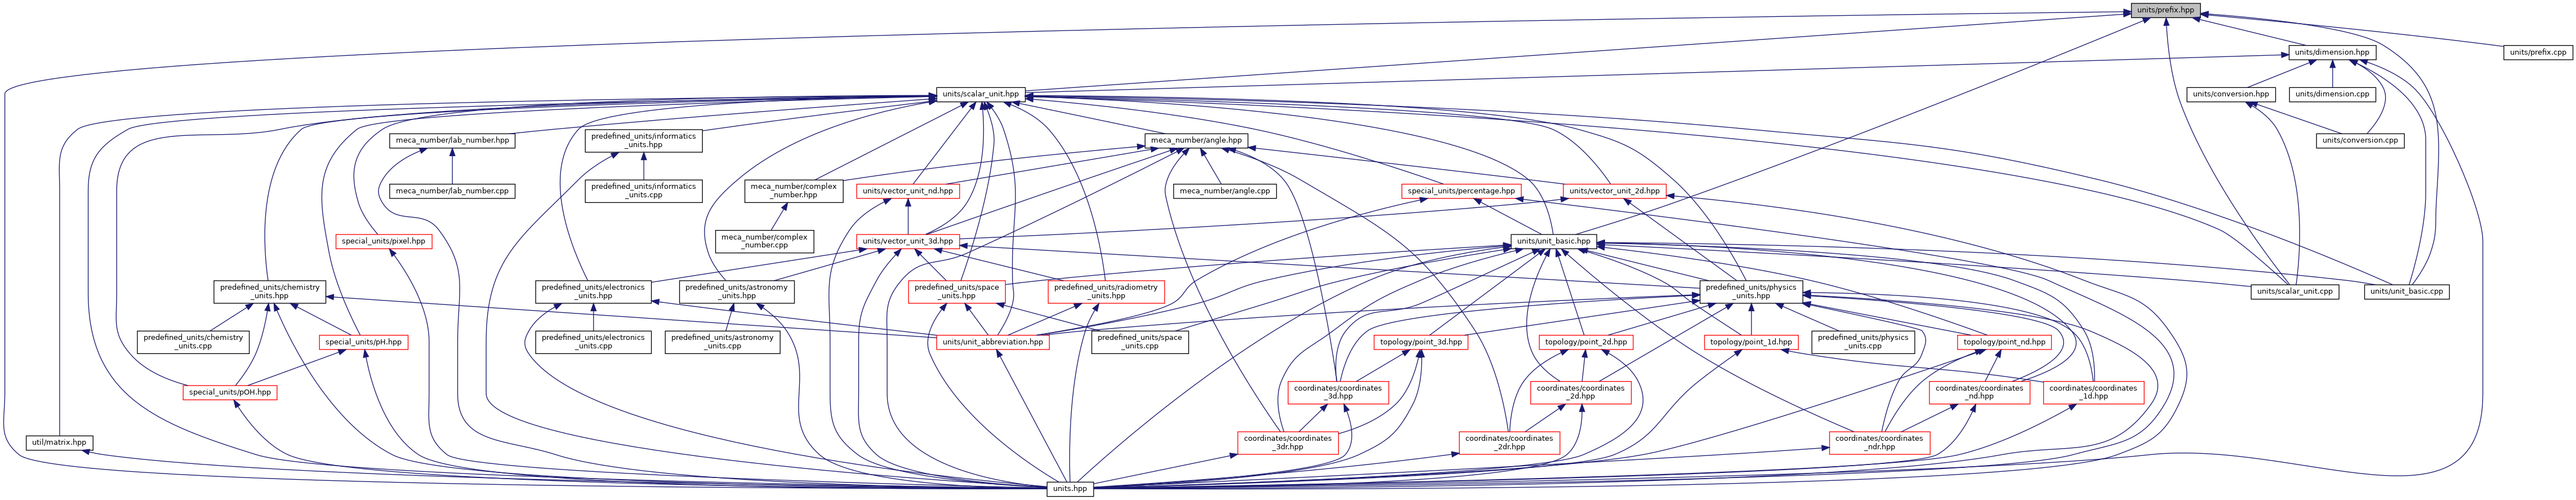 units/prefix.hpp
units/dimension.hpp
units/prefix.cpp
units/scalar_unit.hpp
units/conversion.hpp
units/dimension.cpp
meca_number/lab_number.hpp
predefined_units/informatics
_units.hpp
meca_number/angle.hpp
units/conversion.cpp
meca_number/lab_number.cpp
predefined_units/informatics
_units.cpp
meca_number/complex
_number.hpp
units/vector_unit_nd.hpp
meca_number/angle.cpp
special_units/percentage.hpp
units/vector_unit_2d.hpp
special_units/pixel.hpp
meca_number/complex
_number.cpp
units/vector_unit_3d.hpp
units/unit_basic.hpp
predefined_units/chemistry
_units.hpp
predefined_units/electronics
_units.hpp
predefined_units/astronomy
_units.hpp
predefined_units/space
_units.hpp
predefined_units/radiometry
_units.hpp
predefined_units/physics
_units.hpp
units/scalar_unit.cpp
units/unit_basic.cpp
predefined_units/chemistry
_units.cpp
special_units/pH.hpp
predefined_units/electronics
_units.cpp
predefined_units/astronomy
_units.cpp
units/unit_abbreviation.hpp
predefined_units/space
_units.cpp
topology/point_3d.hpp
topology/point_2d.hpp
topology/point_1d.hpp
predefined_units/physics
_units.cpp
topology/point_nd.hpp
special_units/pOH.hpp
coordinates/coordinates
_3d.hpp
coordinates/coordinates
_2d.hpp
coordinates/coordinates
_nd.hpp
coordinates/coordinates
_1d.hpp
util/matrix.hpp
coordinates/coordinates
_3dr.hpp
coordinates/coordinates
_2dr.hpp
coordinates/coordinates
_ndr.hpp
units.hpp